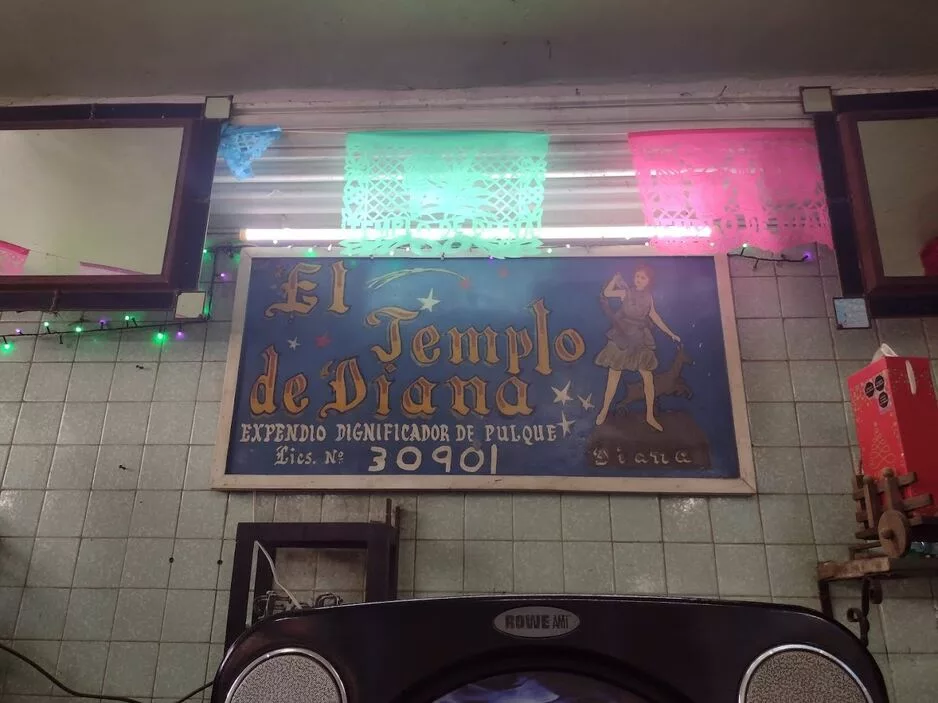 El
Templo
de Diana
EXPENDIO DIGNIFICADOR DE PULQUE
Lics. Nº 30901
Diana
ROWE AMI